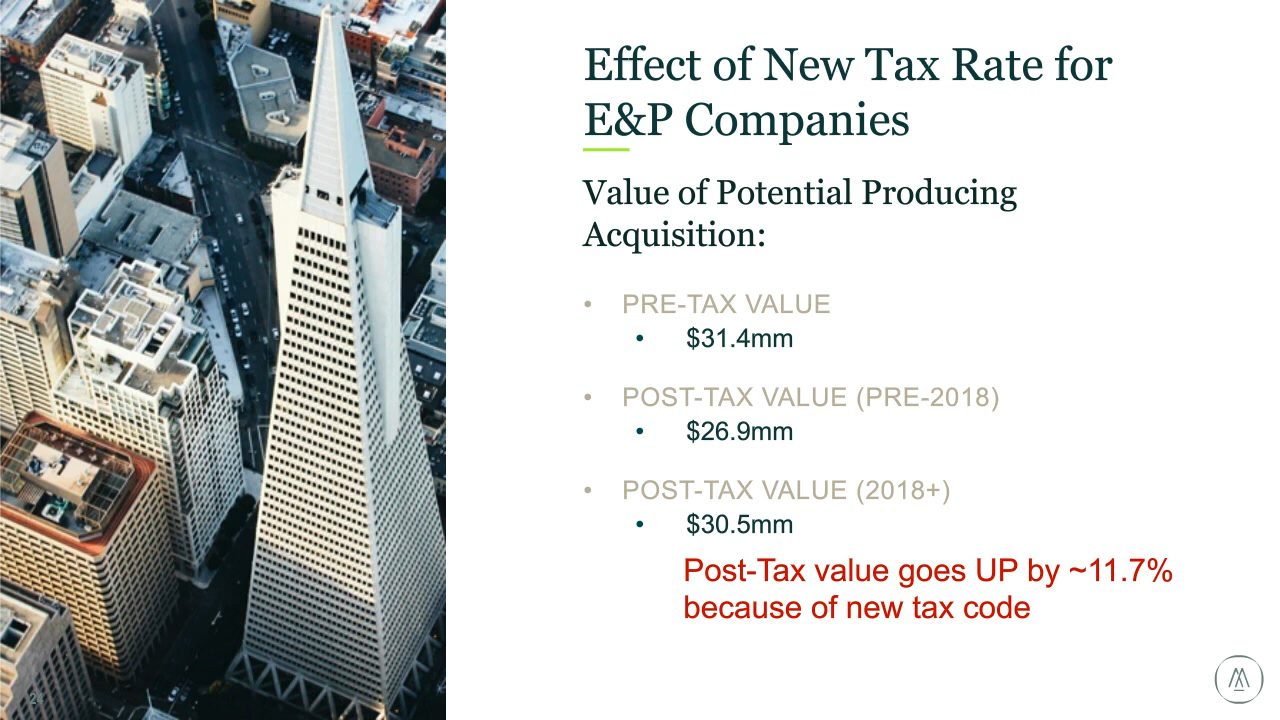 Effect of New Tax Rate for
E&P Companies
Value of Potential Producing
Acquisition:
• PRE-TAX VALUE
• $31.4mm
• POST-TAX VALUE (PRE-2018)
• $26.9mm
• POST-TAX VALUE (2018+)
• $30.5mm
Post-Tax value goes UP by ~11.7%
because of new tax code